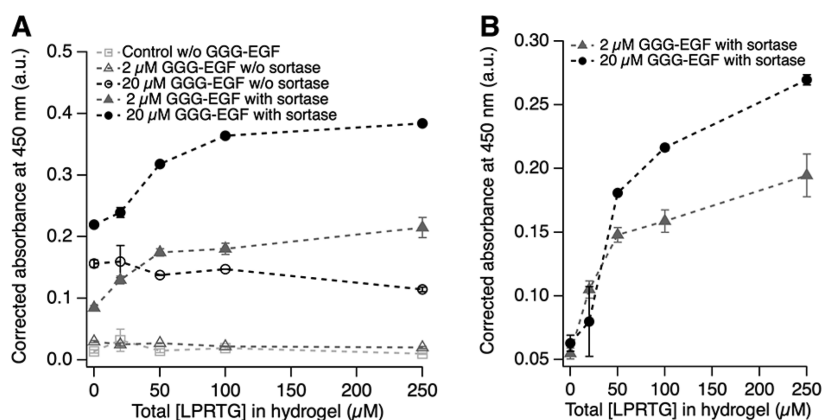 A
Corrected absorbance at 450 nm (a.u.)
0.5
0.4
0.3
0.2
0.1
0.0
Control w/o GGG-EGF
2 µM GGG-EGF w/o sortase
20 µM GGG-EGF w/o sortase
2 µM GGG-EGF with sortase
20 µM GGG-EGF with sortase
0 50 100 150 200 250
Total [LPRTG] in hydrogel (µM)
B
Corrected absorbance at 450 nm (a.u.)
0.30
0.25
0.20
0.15
0.10
0.05
2 µM GGG-EGF with sortase
20 µM GGG-EGF with sortase
0 50 100 150 200 250
Total [LPRTG] in hydrogel (µM)